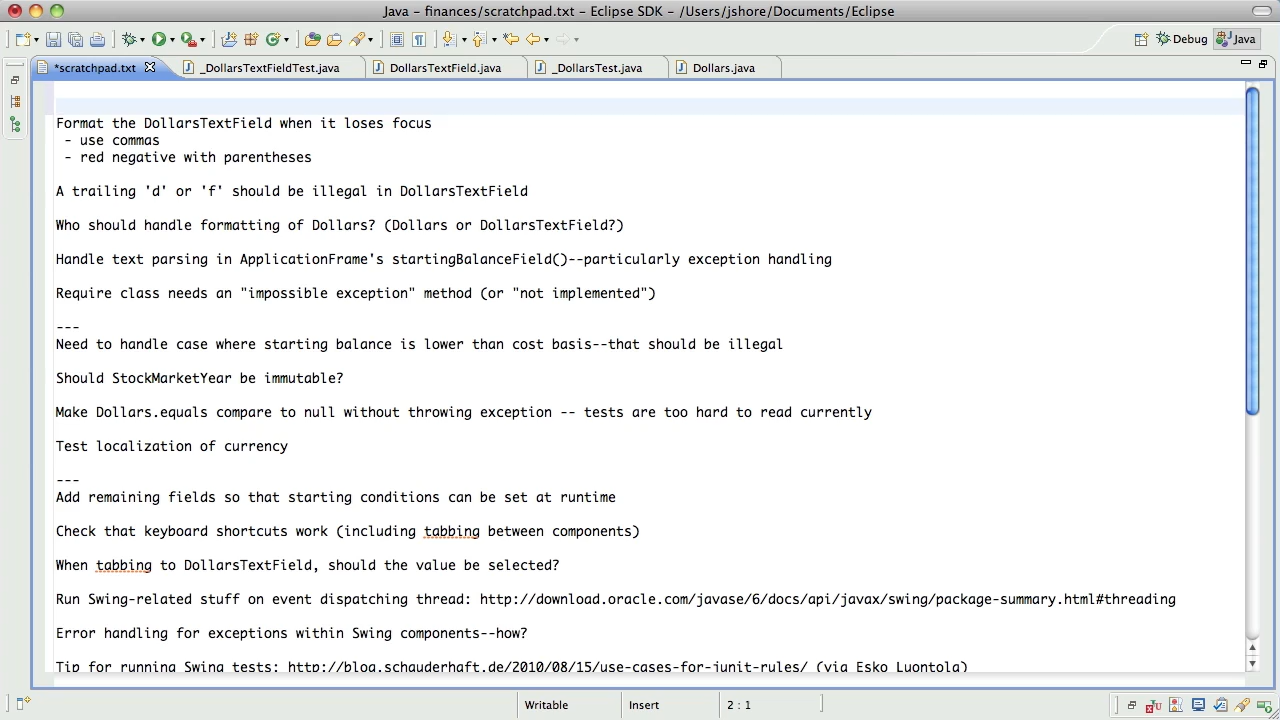 Java - finances/scratchpad.txt - Eclipse SDK - /Users/jshore/Documents/Eclipse
Debug
Java
*scratchpad.txt
_DollarsTextFieldTest.java
DollarsTextField.java
_DollarsTest.java
Dollars.java
Format the DollarsTextField when it loses focus
- use commas
- red negative with parentheses
A trailing 'd' or 'f' should be illegal in DollarsTextField
Who should handle formatting of Dollars? (Dollars or DollarsTextField?)
Handle text parsing in ApplicationFrame's startingBalanceField()--particularly exception handling
Require class needs an "impossible exception" method (or "not implemented")
---
Need to handle case where starting balance is lower than cost basis--that should be illegal
Should StockMarketYear be immutable?
Make Dollars.equals compare to null without throwing exception -- tests are too hard to read currently
Test localization of currency
---
Add remaining fields so that starting conditions can be set at runtime
Check that keyboard shortcuts work (including tabbing between components)
When tabbing to DollarsTextField, should the value be selected?
Run Swing-related stuff on event dispatching thread: http://download.oracle.com/javase/6/docs/api/javax/swing/package-summary.html#threading
Error handling for exceptions within Swing components--how?
Tip for running Swing tests: http://blog.schauderhaft.de/2010/08/15/use-cases-for-junit-rules/ (via Esko Luontola)
Writable
Insert
2 : 1